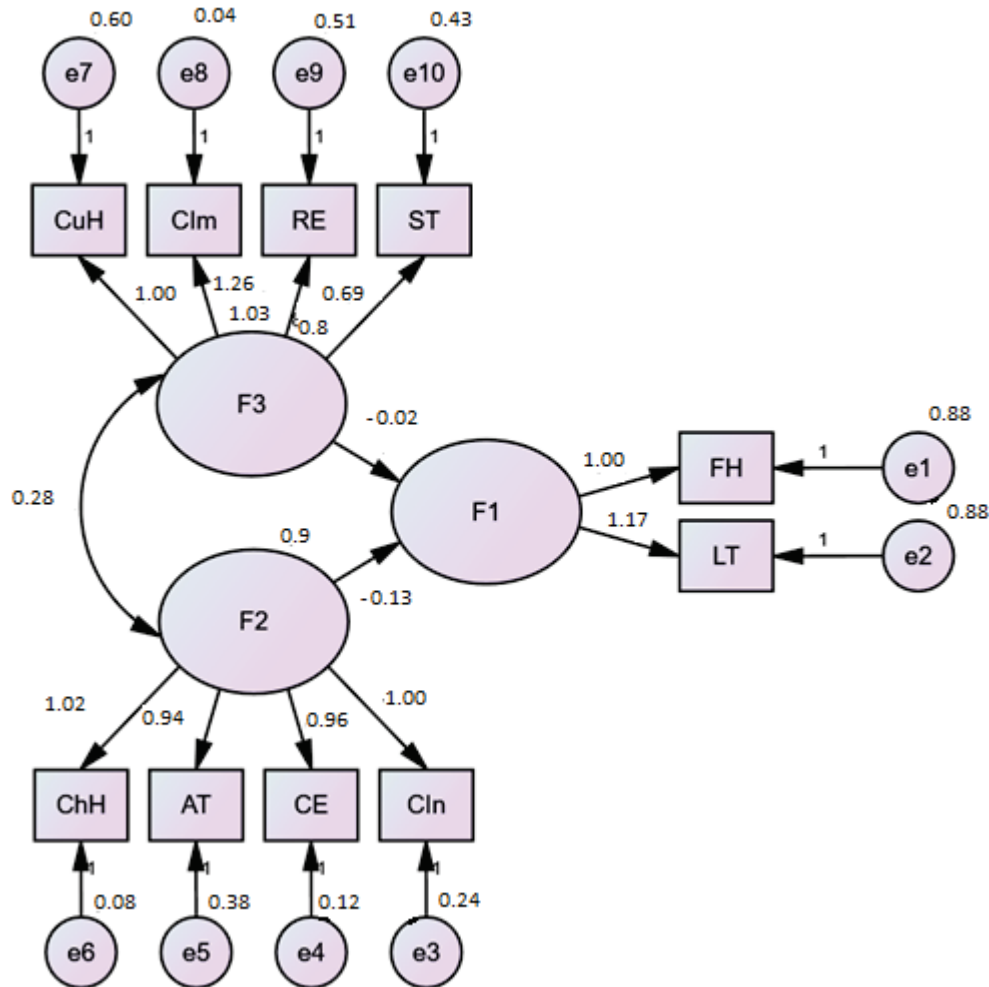 0.60 0.04 0.51 0.43
e7 e8 e9 e10
1 1 1 1
CuH CIm RE ST
1.00 1.26 0.69
1.03 0.8
F3
-0.02
0.88
FH 1 e1
1.00
F1
0.28
1.17
0.88
LT 1 e2
0.9
-0.13
F2
1.02 0.94 0.96 1.00
ChH AT CE CIn
1 1 1 1
0.08 0.38 0.12 0.24
e6 e5 e4 e3